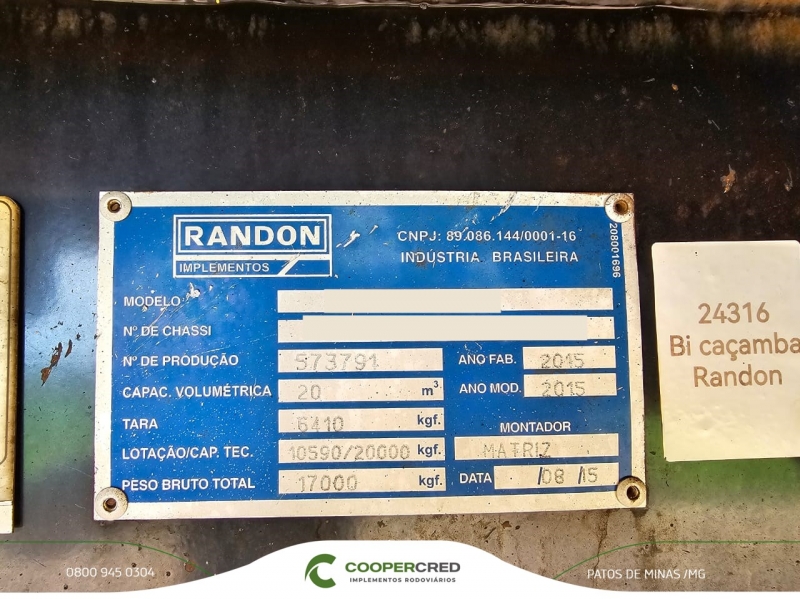 RANDON
IMPLEMENTOS
CNPJ: 89.086.144/0001-16
INDÚSTRIA BRASILEIRA
208001696
MODELO
Nº DE CHASSI
Nº DE PRODUÇÃO S73791 ANO FAB. 2015
CAPAC. VOLUMÉTRICA 20 m³ ANO MOD. 2015
TARA 6410 kgf.
MONTADOR
LOTAÇÃO/CAP. TEC. 10590/20000 kgf. MATRIZ
PESO BRUTO TOTAL 17000 kgf. DATA /08 /15
24316
Bi caçamba
Randon
0800 945 0304
COOPERCRED
IMPLEMENTOS RODOVIÁRIOS
PATOS DE MINAS /MG